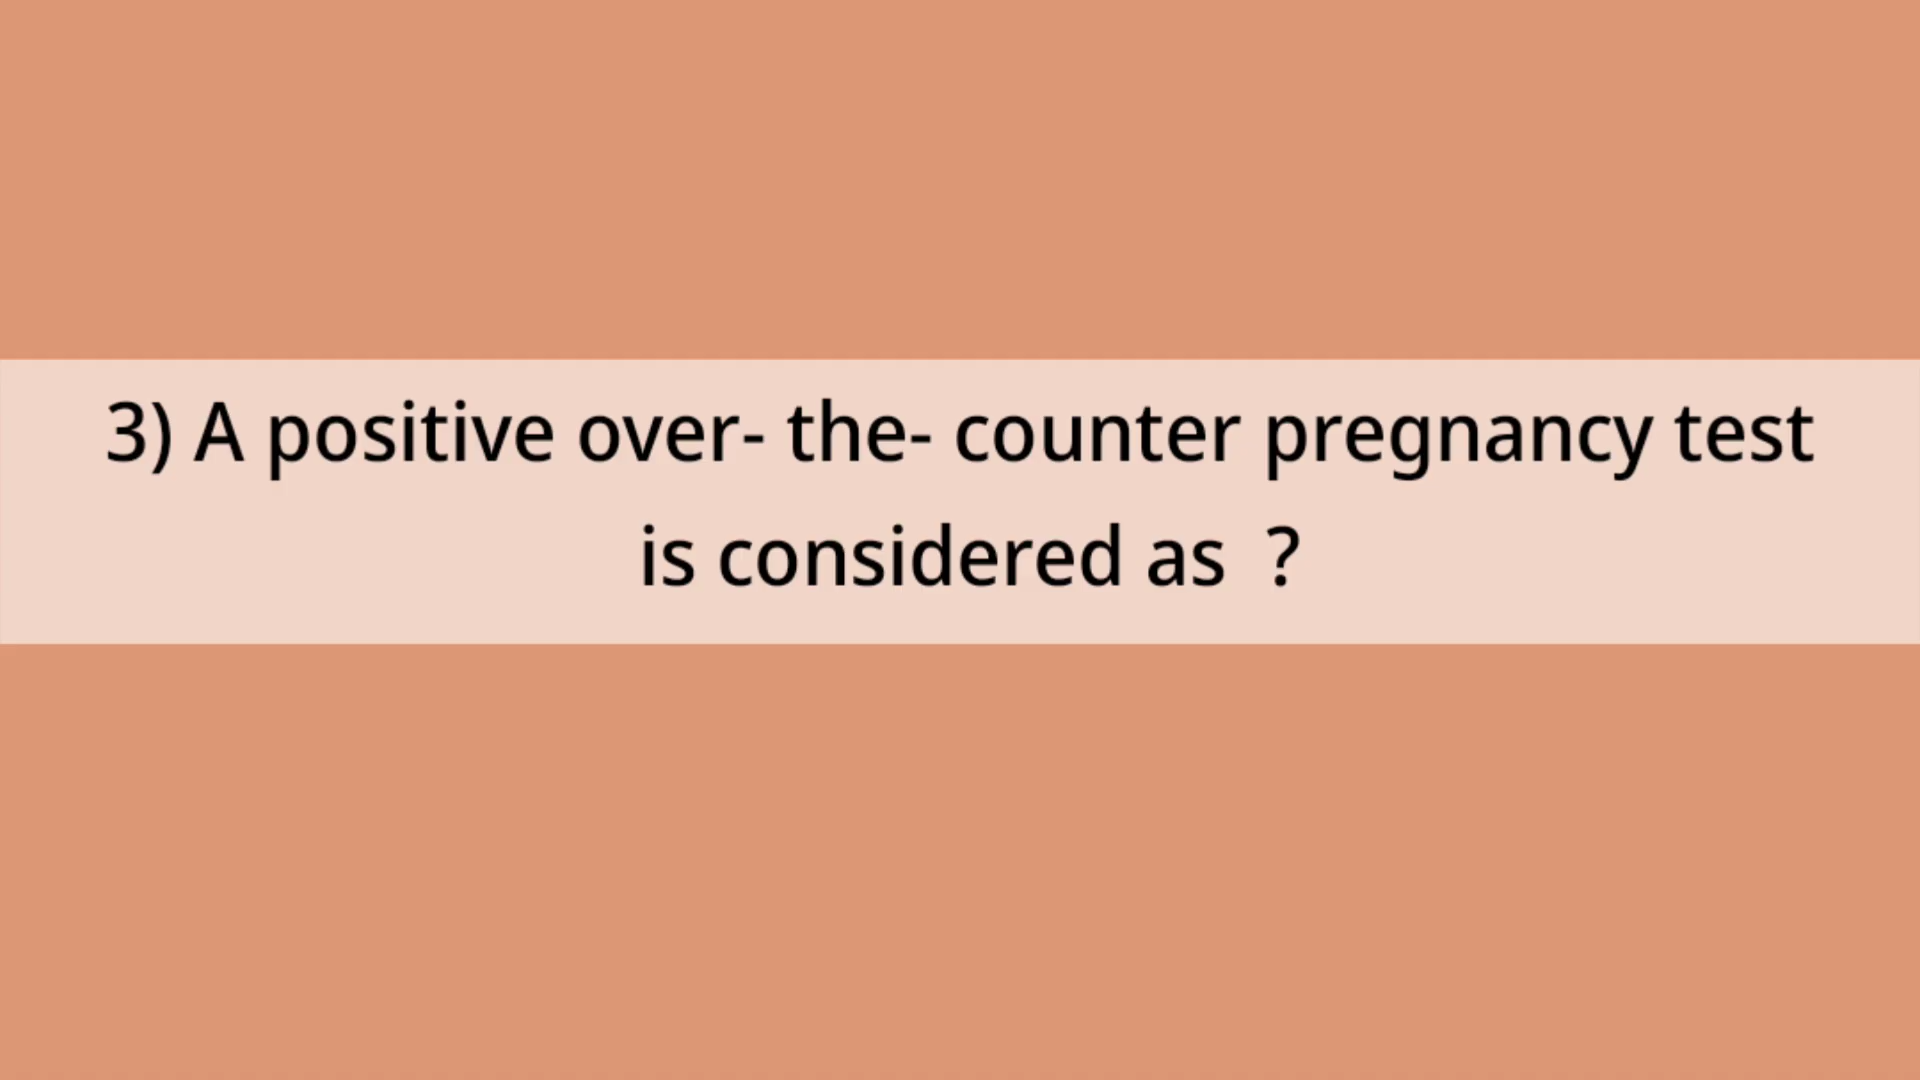 3) A positive over- the- counter pregnancy test
is considered as  ?